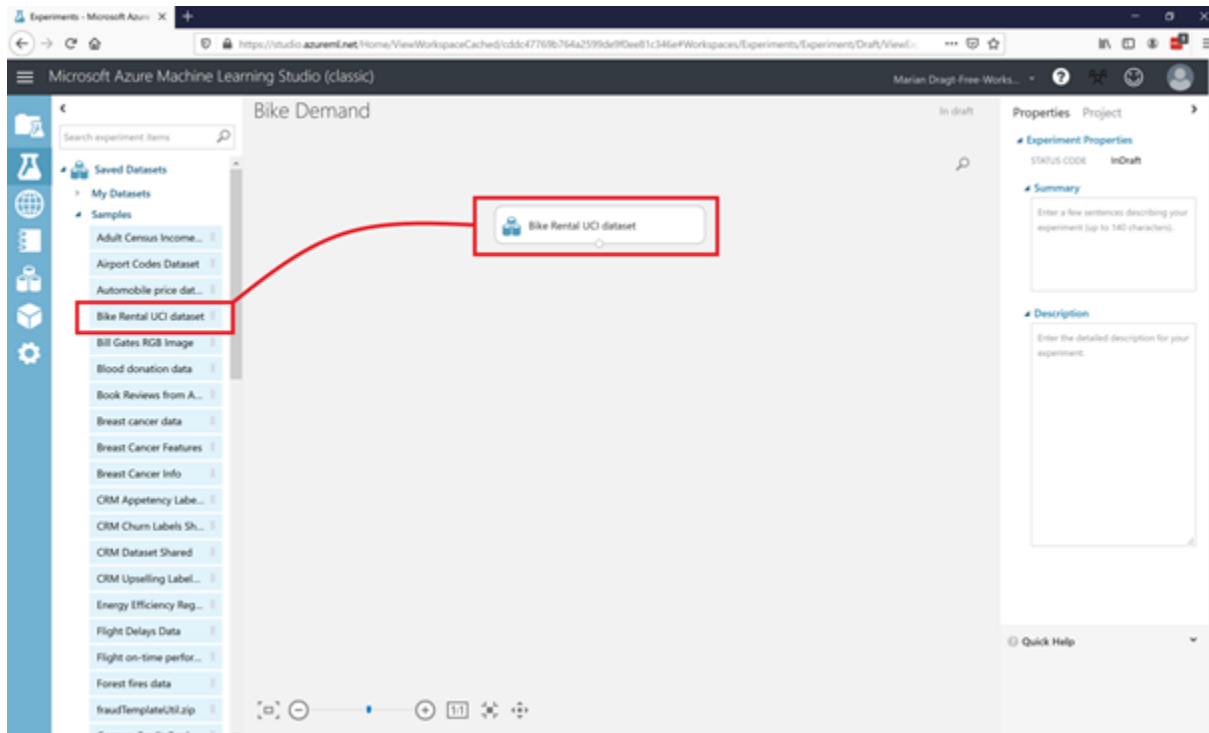 Experiments - Microsoft Azure
https://studio.azureml.net/Home/ViewWorkspaceCached/cddc47769b764a2599de9f0ee81c346e#Workspaces/Experiments/Experiment/Draft/
Microsoft Azure Machine Learning Studio (classic)
Marian Dragt-Free-Works...
Search experiment items
Saved Datasets
My Datasets
Samples
Adult Census Income...
Airport Codes Dataset
Automobile price dat...
Bike Rental UCI dataset
Bill Gates RGB Image
Blood donation data
Book Reviews from A...
Breast cancer data
Breast Cancer Features
Breast Cancer Info
CRM Appetency Labe...
CRM Churn Labels Sh...
CRM Dataset Shared
CRM Upselling Label...
Energy Efficiency Reg...
Flight Delays Data
Flight on-time perfor...
Forest fires data
fraudTemplateUtil.zip
Bike Demand
In draft
Bike Rental UCI dataset
1:1
Properties Project
Experiment Properties
STATUS CODE InDraft
Summary
Enter a few sentences describing your
experiment (up to 140 characters).
Description
Enter the detailed description for your
experiment.
Quick Help